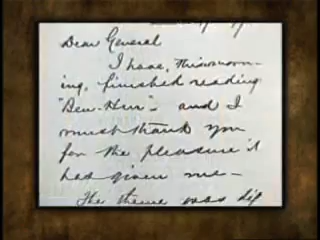 Dear General
I have, this morn-
ing, finished reading
"Ben-Hur" - and I
must thank you
for the pleasure it
has given me -
The theme was dif